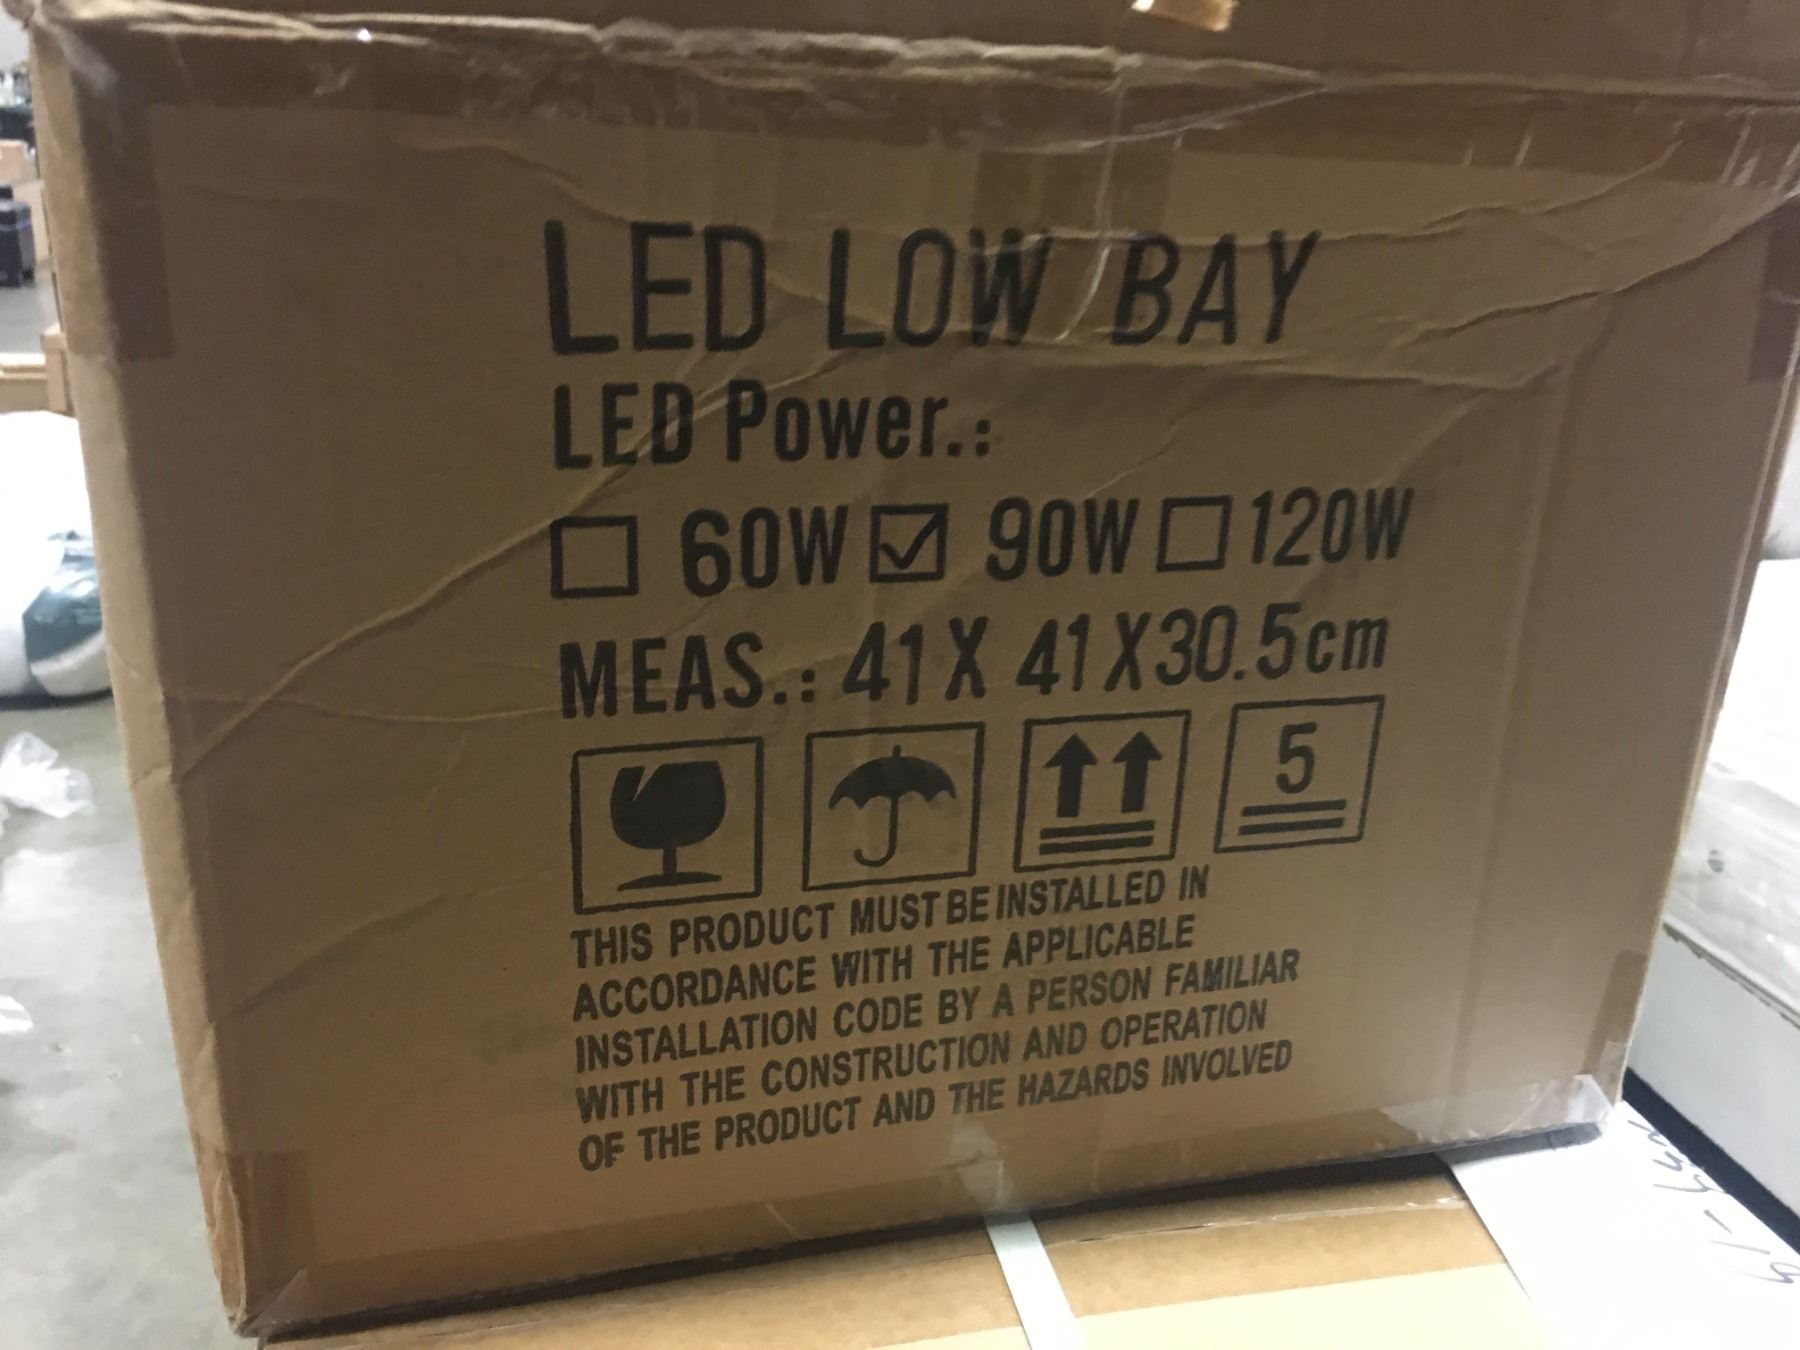 LED LOW BAY
LED Power.:
60W 90W 120W
MEAS.: 41 X 41 X 30.5cm
5
THIS PRODUCT MUST BE INSTALLED IN
ACCORDANCE WITH THE APPLICABLE
INSTALLATION CODE BY A PERSON FAMILIAR
WITH THE CONSTRUCTION AND OPERATION
OF THE PRODUCT AND THE HAZARDS INVOLVED